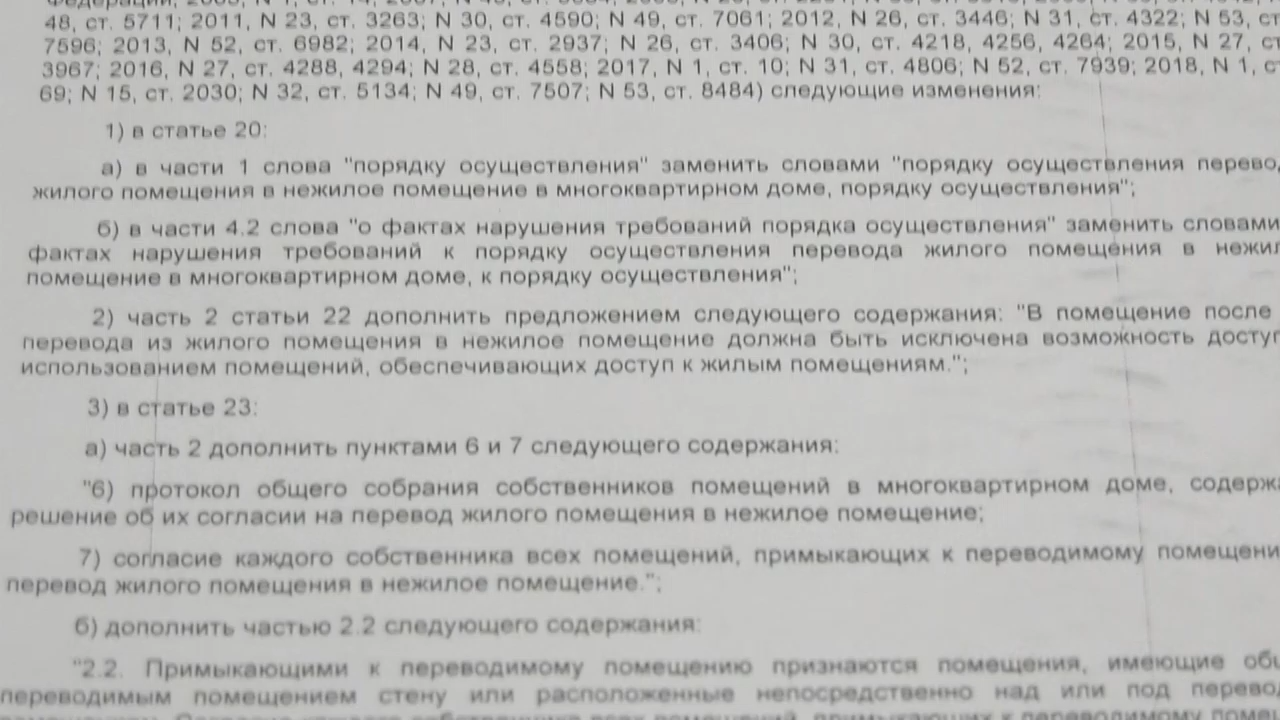 48, ст. 5711; 2011, N 23, ст. 3263; N 30, ст. 4590; N 49, ст. 7061; 2012, N 26, ст. 3446; N 31, ст. 4322; N 53, ст
7596; 2013, N 52, ст. 6982; 2014, N 23, ст. 2937; N 26, ст. 3406; N 30, ст. 4218, 4256, 4264; 2015, N 27, ст
3967; 2016, N 27, ст. 4288, 4294; N 28, ст. 4558; 2017, N 1, ст. 10; N 31, ст. 4806; N 52, ст. 7939; 2018, N 1, ст
69; N 15, ст. 2030; N 32, ст. 5134; N 49, ст. 7507; N 53, ст. 8484) следующие изменения:
1) в статье 20:
а) в части 1 слова "порядку осуществления" заменить словами "порядку осуществления перевод
жилого помещения в нежилое помещение в многоквартирном доме, порядку осуществления";
б) в части 4.2 слова "о фактах нарушения требований порядка осуществления" заменить словами
фактах нарушения требований к порядку осуществления перевода жилого помещения в нежил
помещение в многоквартирном доме, к порядку осуществления";
2) часть 2 статьи 22 дополнить предложением следующего содержания: "В помещение после
перевода из жилого помещения в нежилое помещение должна быть исключена возможность доступ
использованием помещений, обеспечивающих доступ к жилым помещениям.";
3) в статье 23:
а) часть 2 дополнить пунктами 6 и 7 следующего содержания:
"6) протокол общего собрания собственников помещений в многоквартирном доме, содержа
решение об их согласии на перевод жилого помещения в нежилое помещение;
7) согласие каждого собственника всех помещений, примыкающих к переводимому помещени
перевод жилого помещения в нежилое помещение.";
б) дополнить частью 2.2 следующего содержания:
"2.2. Примыкающими к переводимому помещению признаются помещения, имеющие общ
переводимым помещением стену или расположенные непосредственно над или под перевод